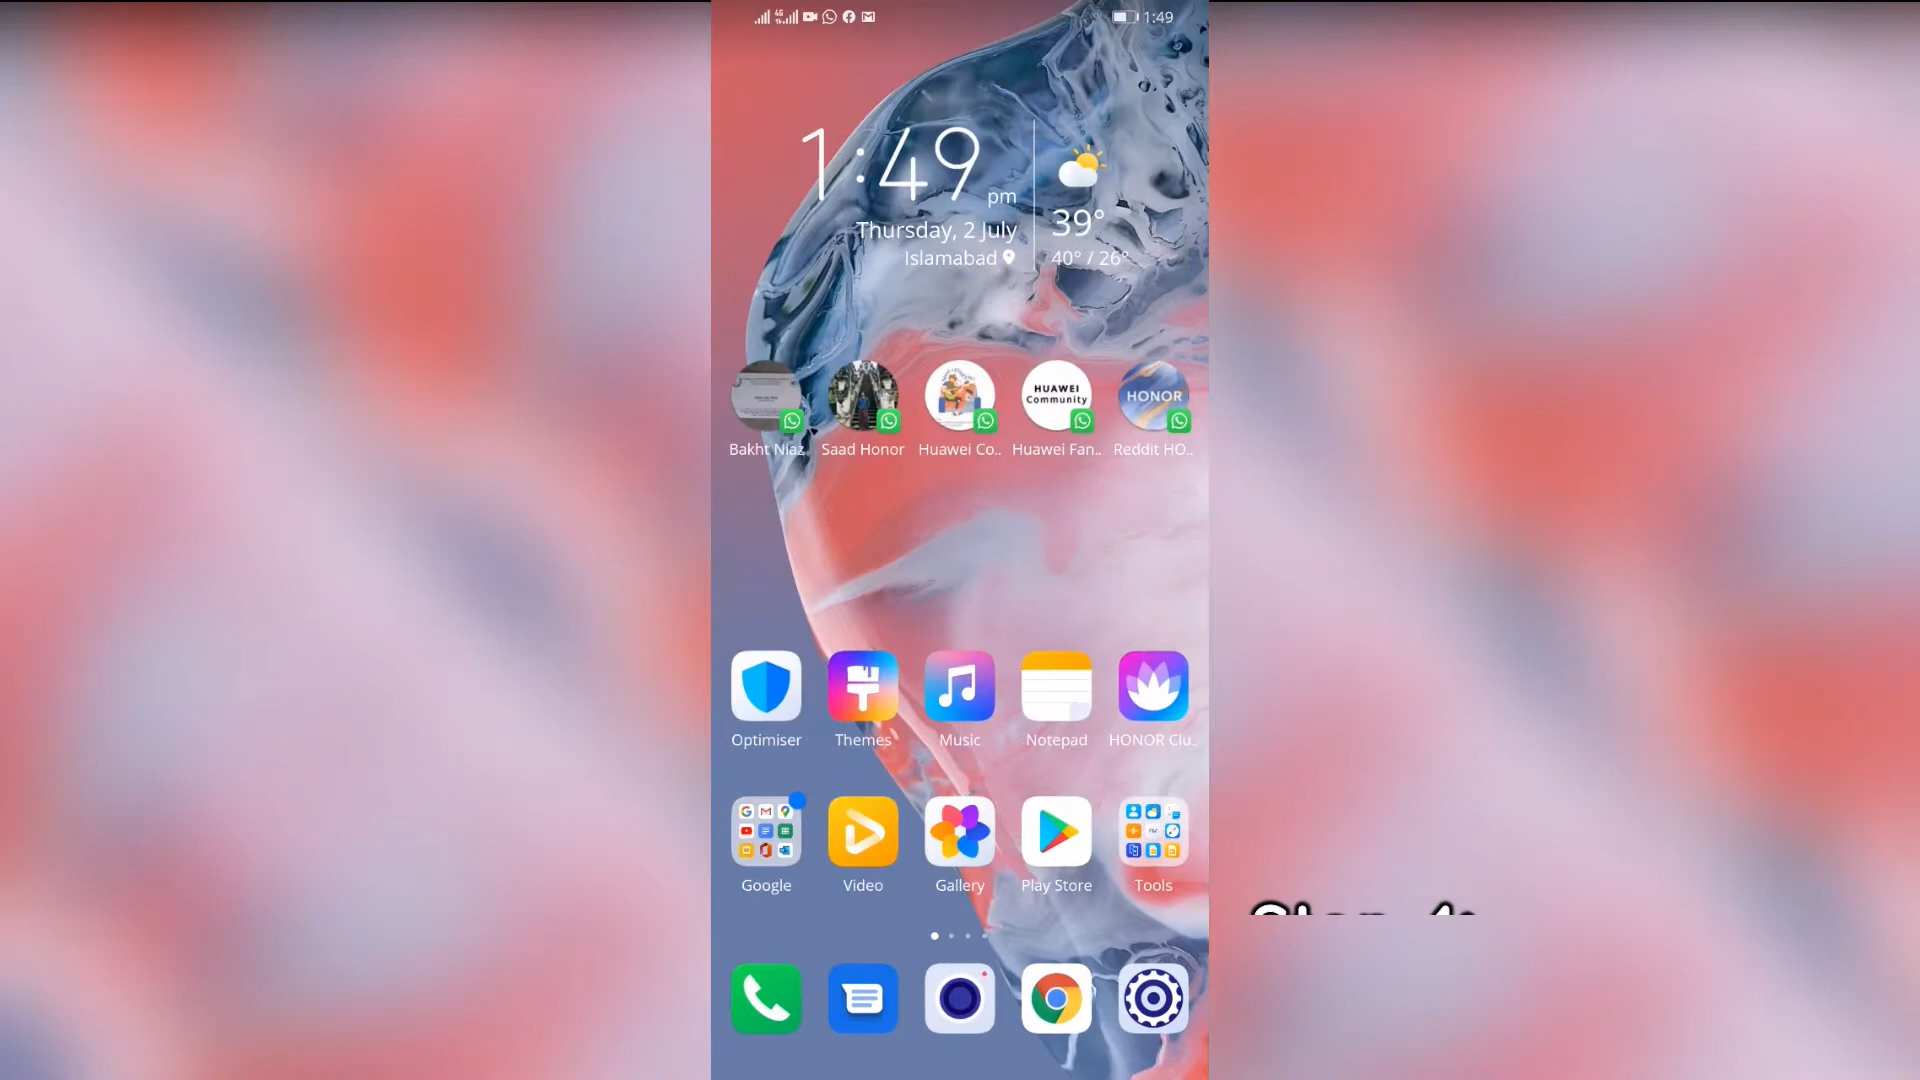 4G
1:49
1:49 pm
Thursday, 2 July
Islamabad
39°
40° / 26°
HUAWEI
Community
HONOR
Bakht Niaz
Saad Honor
Huawei Co..
Huawei Fan..
Reddit HO..
Optimiser
Themes
Music
Notepad
HONOR Clu..
Google
Video
Gallery
Play Store
Tools